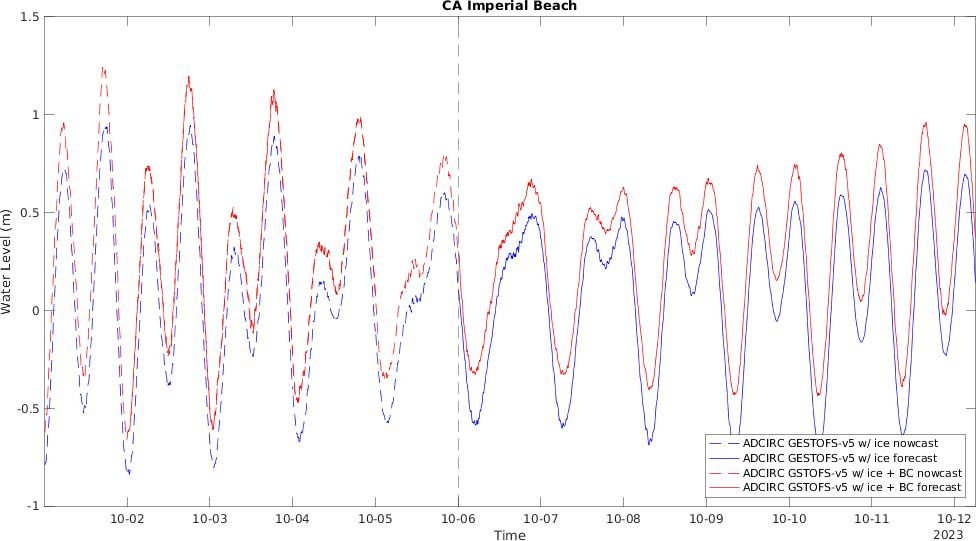 CA Imperial Beach
1.5
1
0.5
0
-0.5
-1
Water Level (m)
ADCIRC GESTOFS-v5 w/ ice nowcast
ADCIRC GESTOFS-v5 w/ ice forecast
ADCIRC GSTOFS-v5 w/ ice + BC nowcast
ADCIRC GSTOFS-v5 w/ ice + BC forecast
10-02 10-03 10-04 10-05 10-06 10-07 10-08 10-09 10-10 10-11 10-12
Time
2023